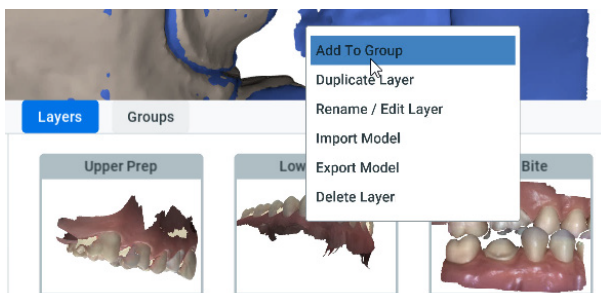 Add To Group
Duplicate Layer
Rename / Edit Layer
Import Model
Export Model
Delete Layer
Layers
Groups
Upper Prep
Low
Bite